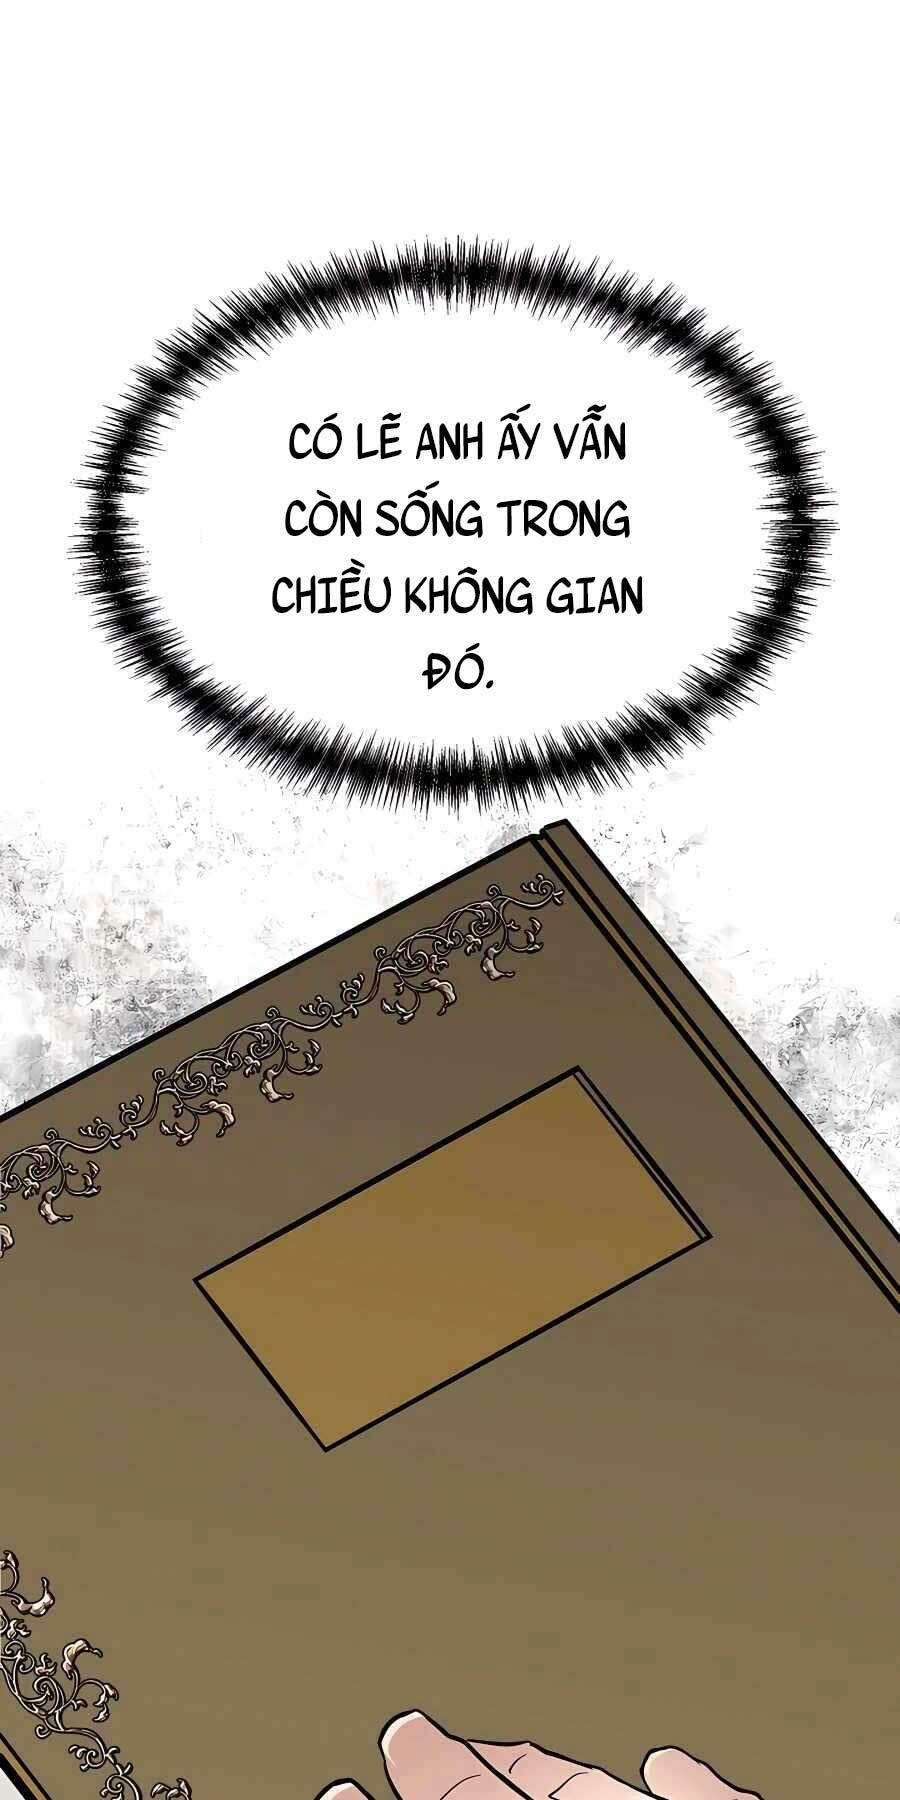 CÓ LẼ ANH ẤY VẪN
CÒN SỐNG TRONG
CHIỀU KHÔNG GIAN
ĐÓ.